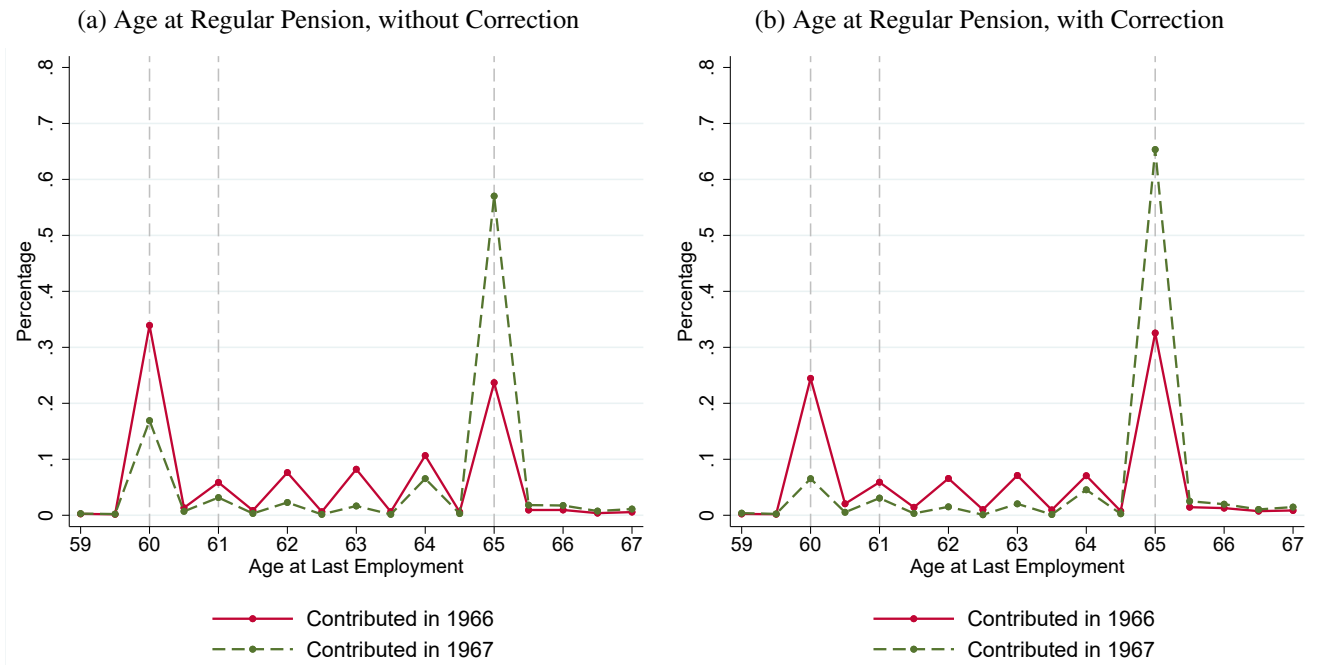 (a) Age at Regular Pension, without Correction
.8
.7
.6
.5
.4
.3
.2
.1
0
Percentage
59 60 61 62 63 64 65 66 67
Age at Last Employment
Contributed in 1966
Contributed in 1967
(b) Age at Regular Pension, with Correction
.8
.7
.6
.5
.4
.3
.2
.1
0
Percentage
59 60 61 62 63 64 65 66 67
Age at Last Employment
Contributed in 1966
Contributed in 1967